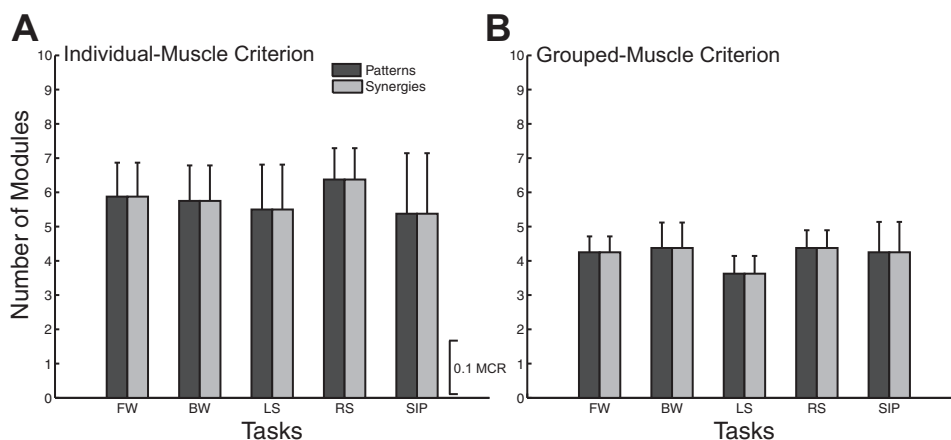 A
Individual-Muscle Criterion
Patterns
Synergies
Number of Modules
10
9
8
7
6
5
4
3
2
1
0
0.1 MCR
FW BW LS RS SIP
Tasks
B
Grouped-Muscle Criterion
10
9
8
7
6
5
4
3
2
1
0
FW BW LS RS SIP
Tasks